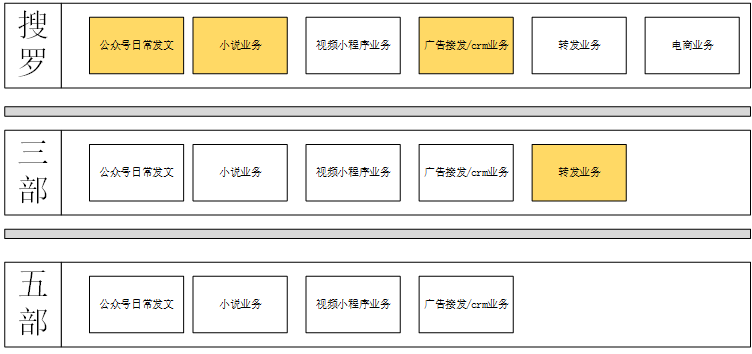 搜罗
公众号日常发文
小说业务
视频小程序业务
广告接发/crm业务
转发业务
电商业务
三部
公众号日常发文
小说业务
视频小程序业务
广告接发/crm业务
转发业务
五部
公众号日常发文
小说业务
视频小程序业务
广告接发/crm业务